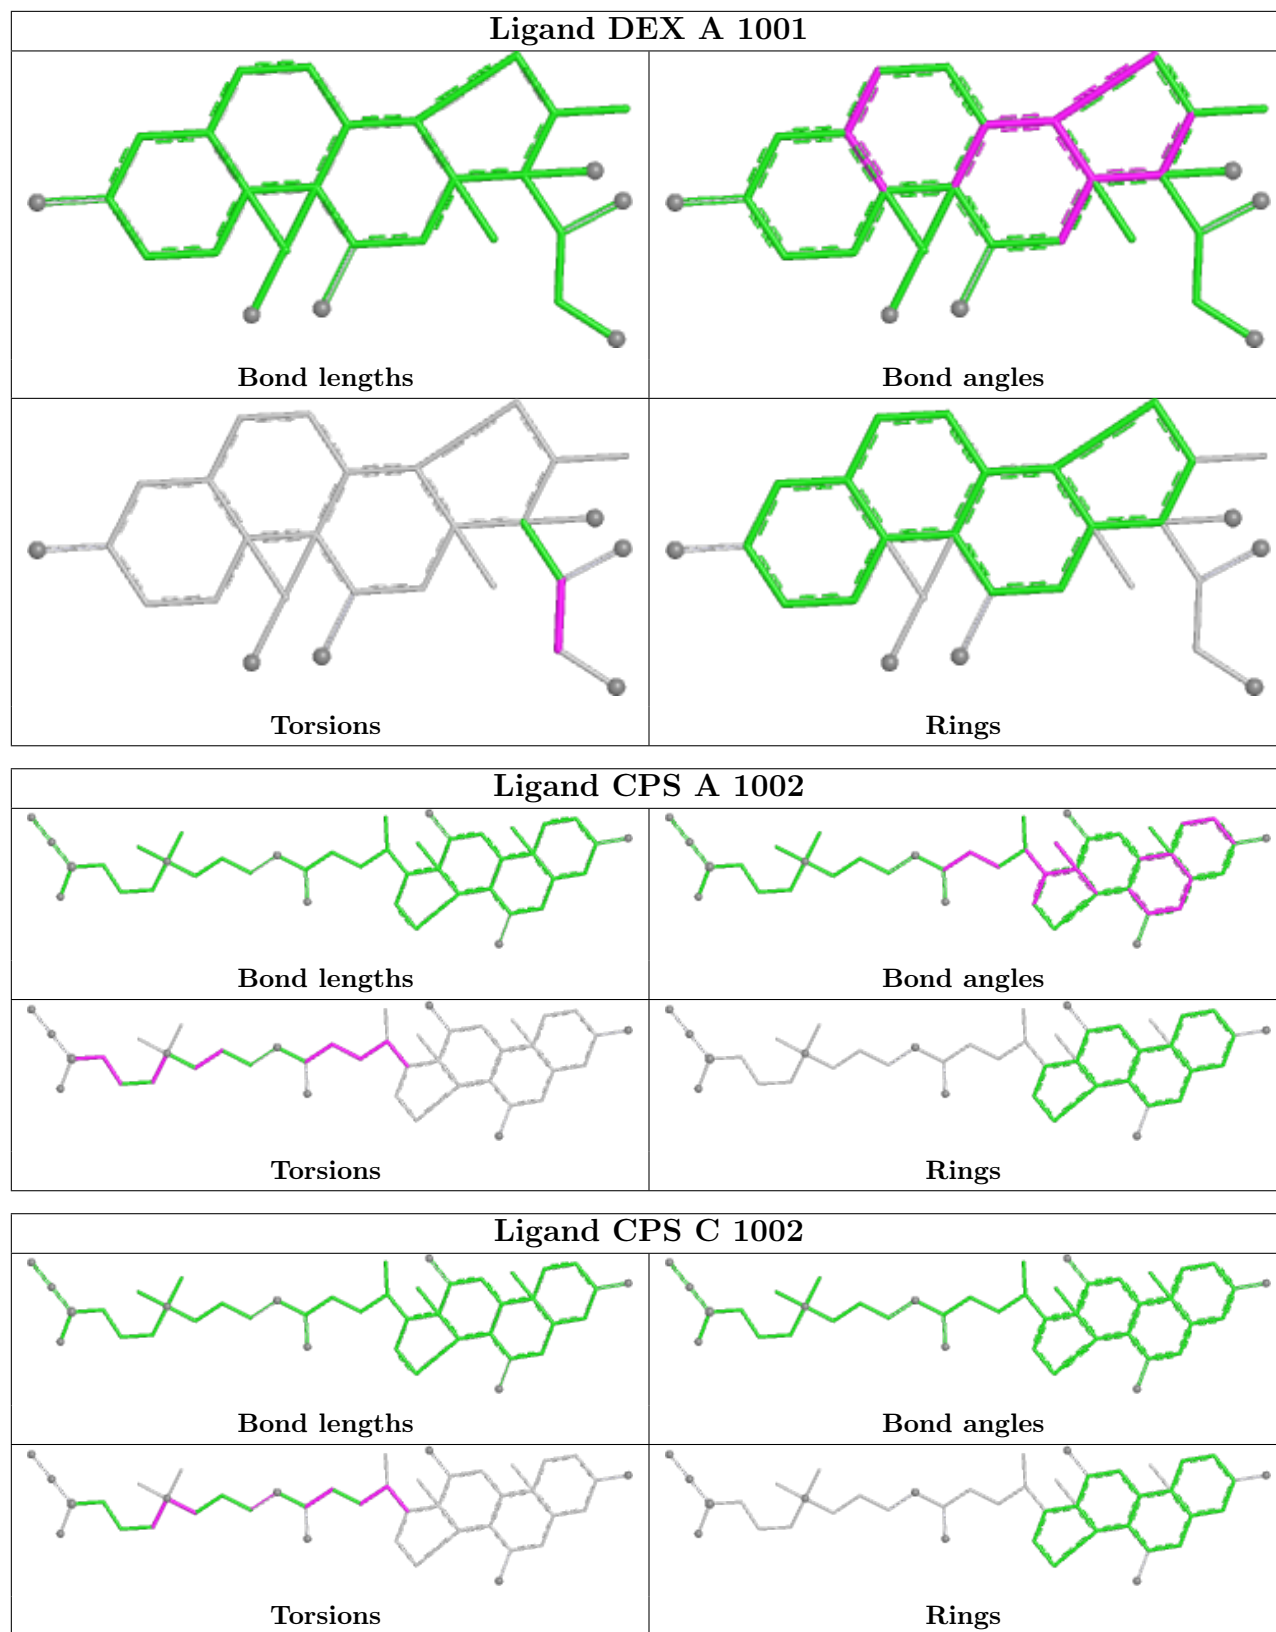 Ligand DEX A 1001
Bond lengths
Bond angles
Torsions
Rings
Ligand CPS A 1002
Bond lengths
Bond angles
Torsions
Rings
Ligand CPS C 1002
Bond lengths
Bond angles
Torsions
Rings